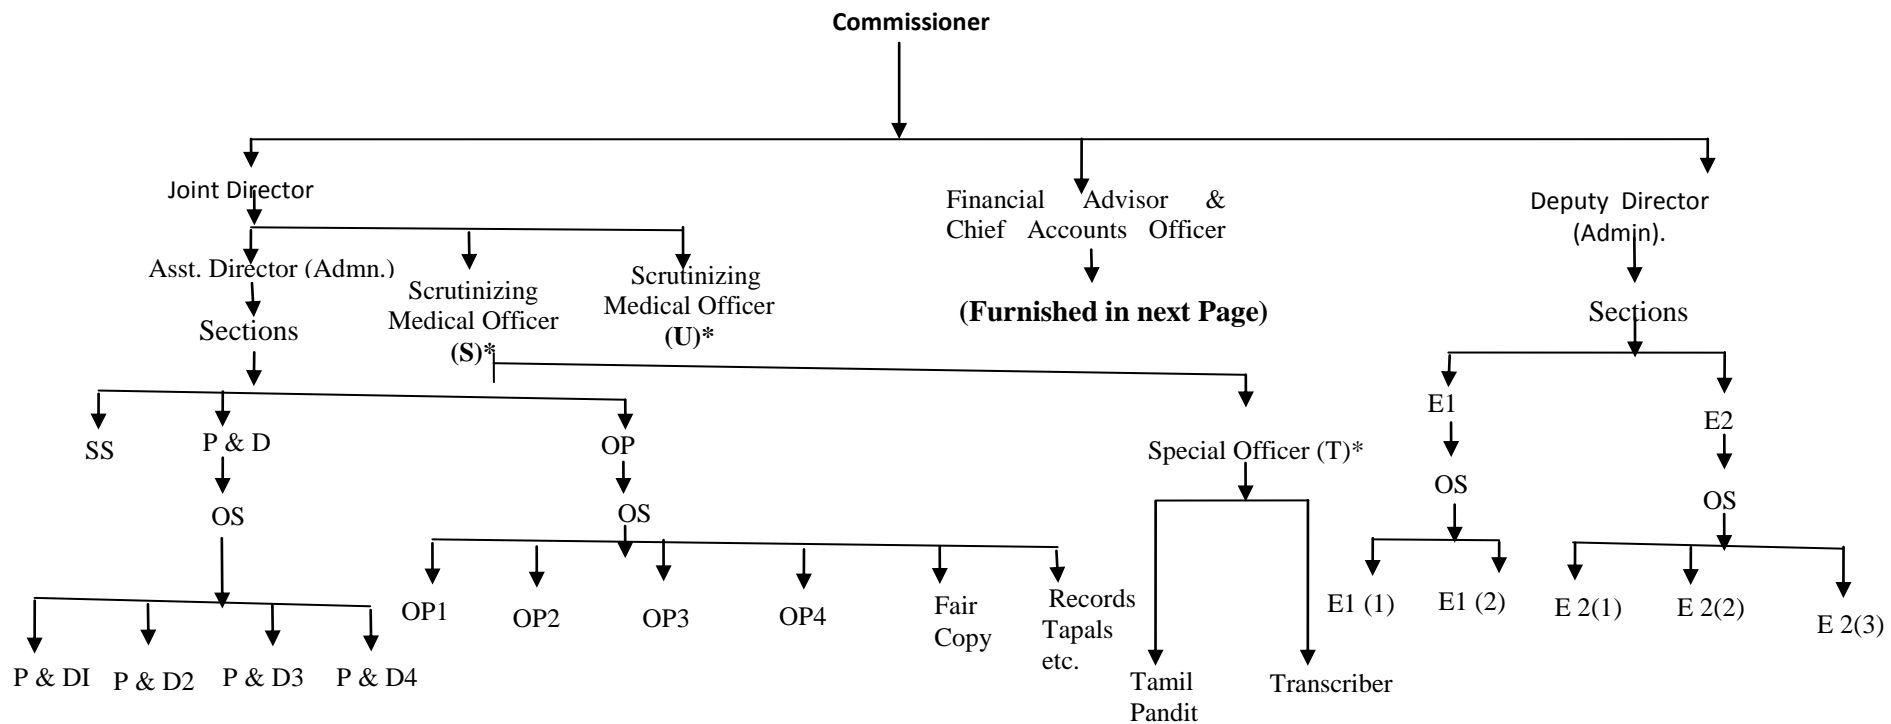 Commissioner
Joint Director
Financial Advisor &
Chief Accounts Officer
Deputy Director
(Admin).
Asst. Director (Admn.)
Scrutinizing
Medical Officer
(S)*
Scrutinizing
Medical Officer
(U)*
(Furnished in next Page)
Sections
Sections
SS
P & D
OP
Special Officer (T)*
E1
E2
OS
OS
OS
OS
OP1
OP2
OP3
OP4
Fair
Copy
Records
Tapals
etc.
E1 (1)
E1 (2)
E 2(1)
E 2(2)
E 2(3)
P & DI
P & D2
P & D3
P & D4
Tamil
Pandit
Transcriber